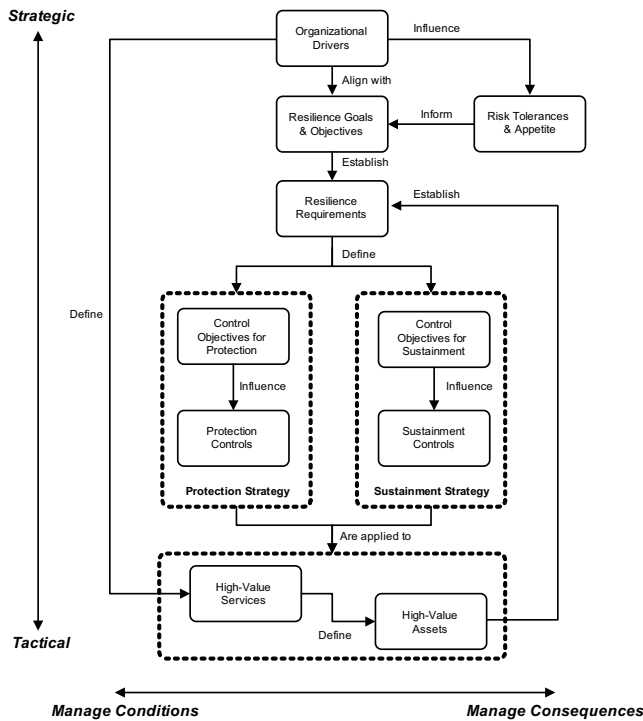 Strategic
Organizational
Drivers
Influence
Align with
Resilience Goals
& Objectives
Inform
Risk Tolerances
& Appetite
Establish
Resilience
Requirements
Establish
Define
Define
Control
Objectives for
Protection
Influence
Protection
Controls
Protection Strategy
Control
Objectives for
Sustainment
Influence
Sustainment
Controls
Sustainment Strategy
Are applied to
High-Value
Services
Define
High-Value
Assets
Tactical
Manage Conditions
Manage Consequences